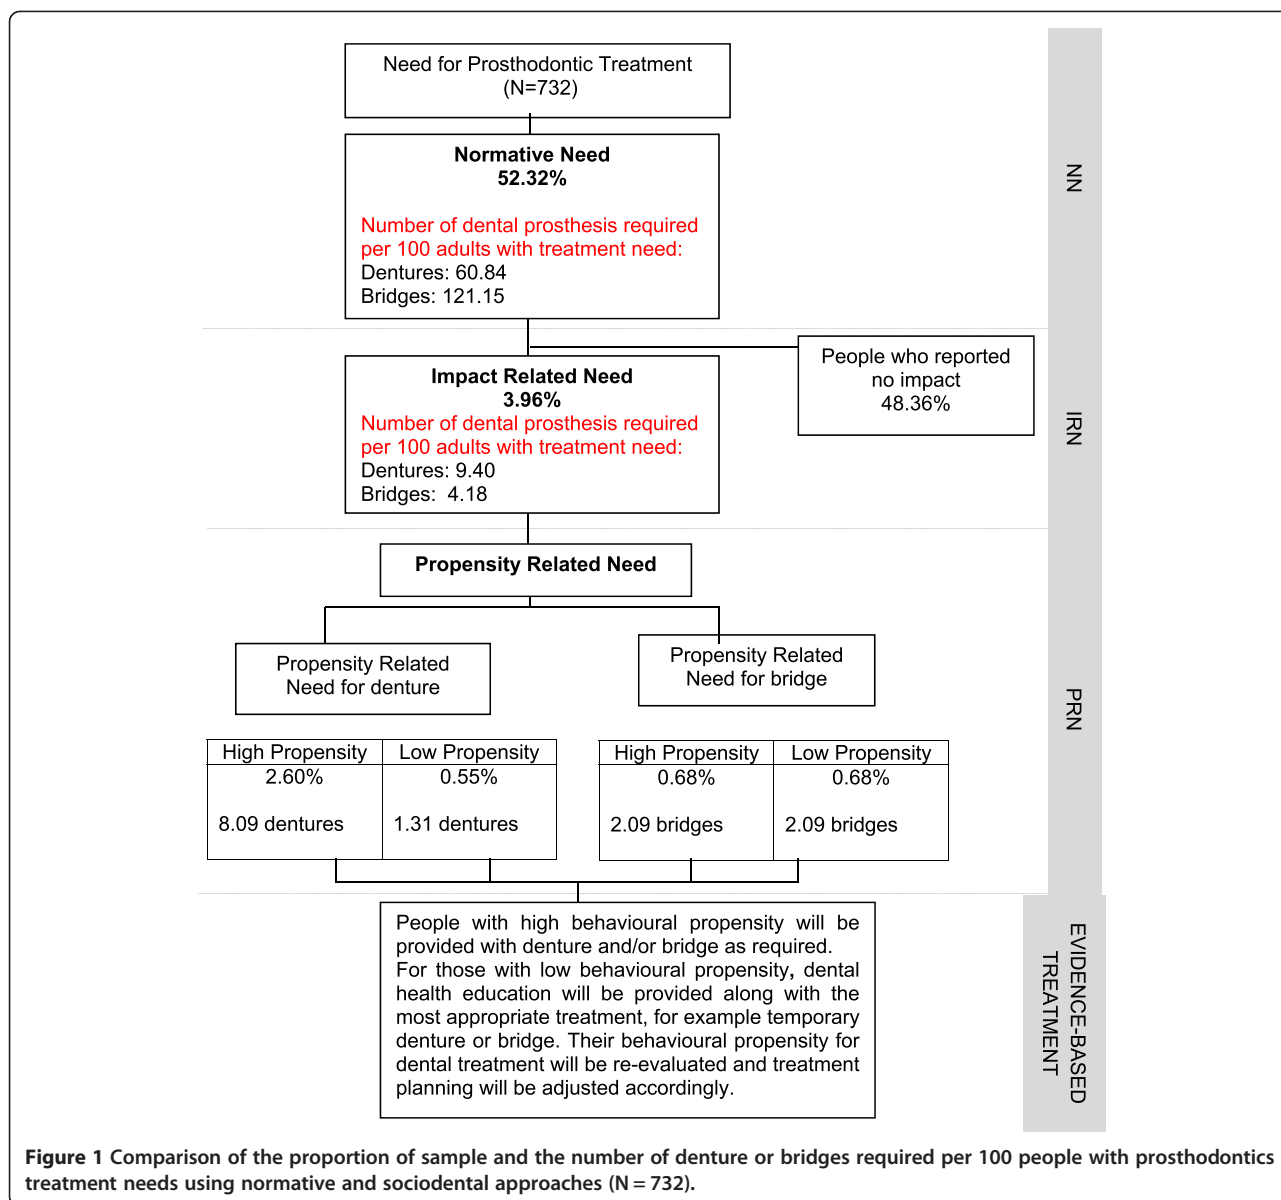 Need for Prosthodontic Treatment
(N=732)
NN
Normative Need
52.32%
Number of dental prosthesis required
per 100 adults with treatment need:
Dentures: 60.84
Bridges: 121.15
People who reported
no impact
48.36%
IRN
Impact Related Need
3.96%
Number of dental prosthesis required
per 100 adults with treatment need:
Dentures: 9.40
Bridges:  4.18
Propensity Related Need
PRN
Propensity Related
Need for denture
Propensity Related
Need for bridge
High Propensity
Low Propensity
2.60%
0.55%
8.09 dentures
1.31 dentures
High Propensity
Low Propensity
0.68%
0.68%
2.09 bridges
2.09 bridges
People with high behavioural propensity will be
provided with denture and/or bridge as required.
For those with low behavioural propensity, dental
health education will be provided along with the
most appropriate treatment, for example temporary
denture or bridge. Their behavioural propensity for
dental treatment will be re-evaluated and treatment
planning will be adjusted accordingly.
EVIDENCE-BASED
TREATMENT
Figure 1 Comparison of the proportion of sample and the number of denture or bridges required per 100 people with prosthodontics
treatment needs using normative and sociodental approaches (N = 732).